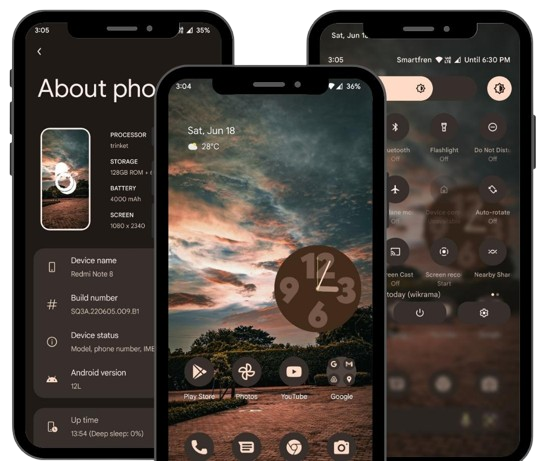 3:05
35%
About pho
PROCESSOR
trinket
STORAGE
128GB ROM +
BATTERY
4000 mAh
SCREEN
1080 x 2340
Device name
Redmi Note 8
Build number
SQ3A.220605.009.B1
Device status
Model, phone number, IME
Android version
12L
Up time
13:54 (Deep sleep: 0%)
3:04
36%
Sat, Jun 18
28°C
12
9 3
6
Play Store Photos YouTube Google
Sat, Jun 18
3:05
Smartfren
Until 6:30 PM
uetooth Flashlight Do Not Dist
Off Off Off
Auto-rotate
Off Off
reen Cast Screen reco Nearby Shar
Off Start Off
today (wikrama)